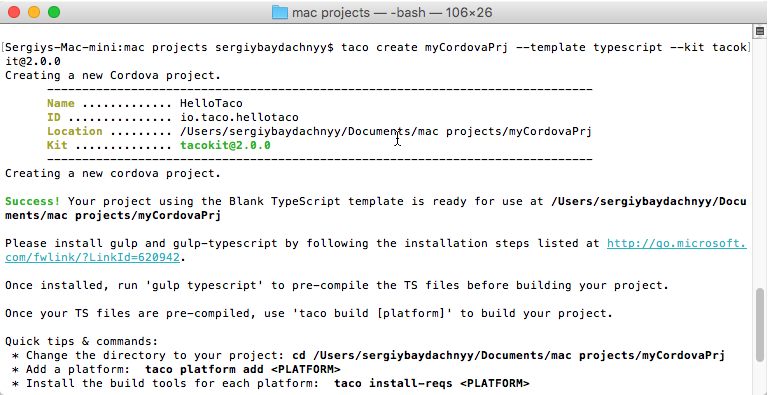 mac projects — -bash — 106×26
[Sergiys-Mac-mini:mac projects sergiybaydachnyy$ taco create myCordovaPrj --template typescript --kit tacok]
it@2.0.0
Creating a new Cordova project.
------------------------------------------------------------------------------
Name ............. HelloTaco
ID ............... io.taco.hellotaco
Location ......... /Users/sergiybaydachnyy/Documents/mac projects/myCordovaPrj
Kit .............. tacokit@2.0.0
------------------------------------------------------------------------------
Creating a new cordova project.
Success! Your project using the Blank TypeScript template is ready for use at /Users/sergiybaydachnyy/Docu
ments/mac projects/myCordovaPrj
Please install gulp and gulp-typescript by following the installation steps listed at http://go.microsoft.
com/fwlink/?LinkId=620942.
Once installed, run 'gulp typescript' to pre-compile the TS files before building your project.
Once your TS files are pre-compiled, use 'taco build [platform]' to build your project.
Quick tips & commands:
* Change the directory to your project: cd /Users/sergiybaydachnyy/Documents/mac projects/myCordovaPrj
* Add a platform:  taco platform add <PLATFORM>
* Install the build tools for each platform:  taco install-reqs <PLATFORM>